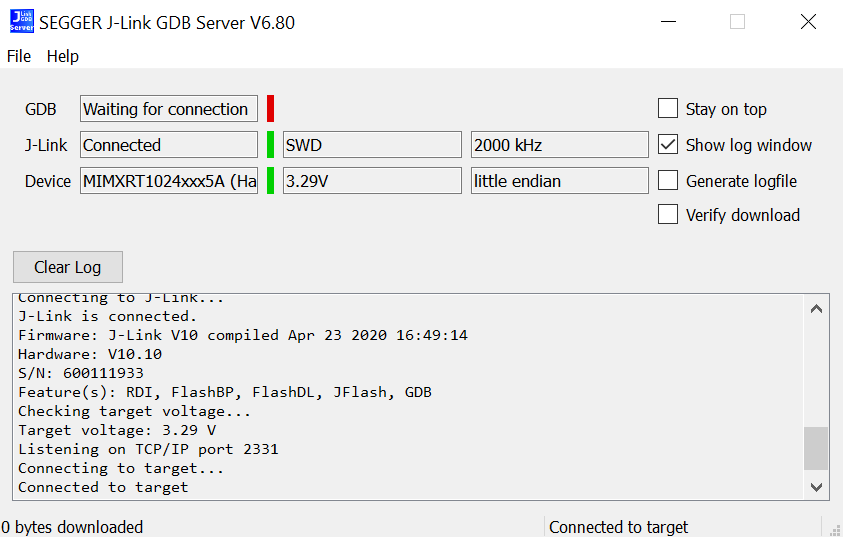 J Link GDB Server
SEGGER J-Link GDB Server V6.80
File Help
GDB Waiting for connection Stay on top
J-Link Connected SWD 2000 kHz Show log window
Device MIMXRT1024xxx5A (Ha 3.29V little endian Generate logfile
Verify download
Clear Log
Connecting to J-Link...
J-Link is connected.
Firmware: J-Link V10 compiled Apr 23 2020 16:49:14
Hardware: V10.10
S/N: 600111933
Feature(s): RDI, FlashBP, FlashDL, JFlash, GDB
Checking target voltage...
Target voltage: 3.29 V
Listening on TCP/IP port 2331
Connecting to target...
Connected to target
0 bytes downloaded Connected to target